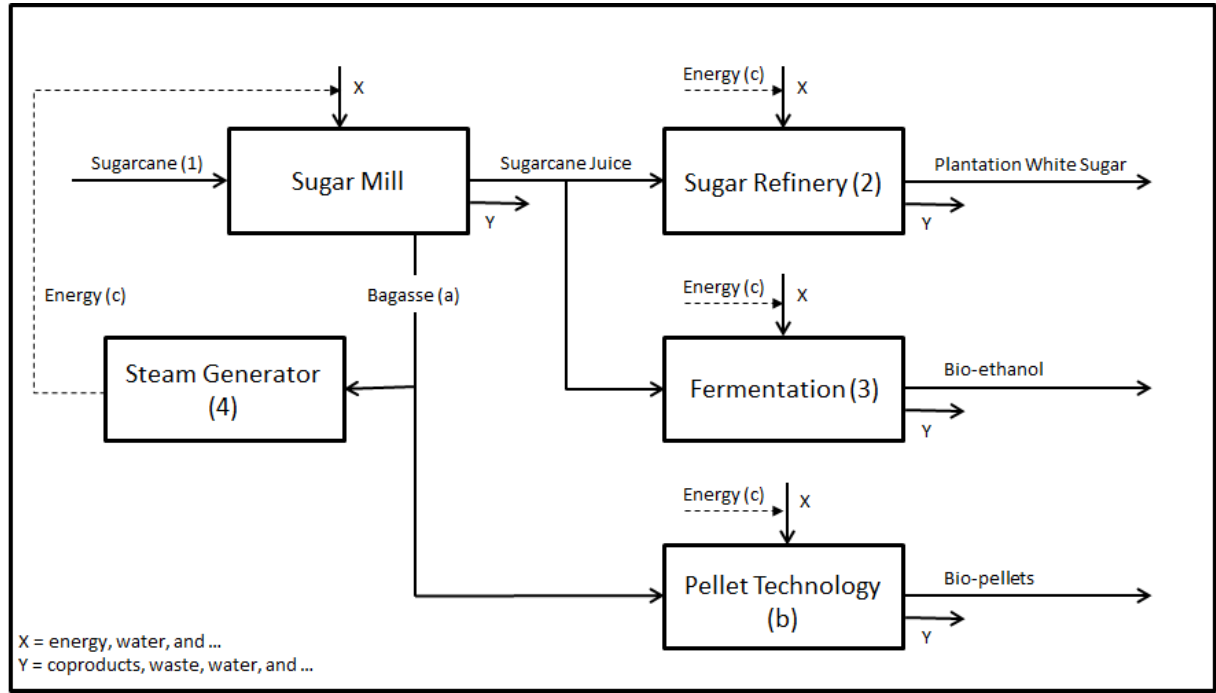 X
Energy (c)
X
Sugarcane (1)
Sugar Mill
Sugarcane Juice
Sugar Refinery (2)
Plantation White Sugar
Y
Y
Energy (c)
Bagasse (a)
Energy (c)
X
Steam Generator
(4)
Fermentation (3)
Bio-ethanol
Y
Energy (c)
X
Pellet Technology
(b)
Bio-pellets
Y
X = energy, water, and ...
Y = coproducts, waste, water, and ...